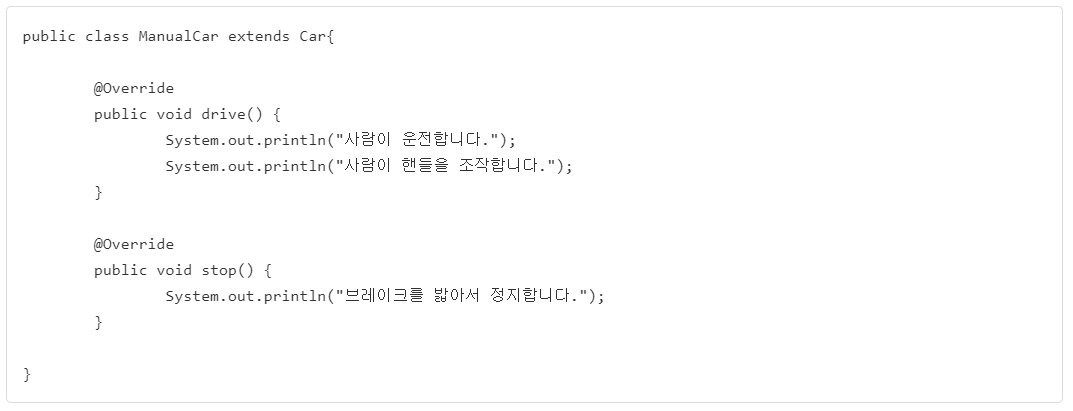 public class ManualCar extends Car{
@Override
public void drive() {
System.out.println("사람이 운전합니다.");
System.out.println("사람이 핸들을 조작합니다.");
}
@Override
public void stop() {
System.out.println("브레이크를 밟아서 정지합니다.");
}
}